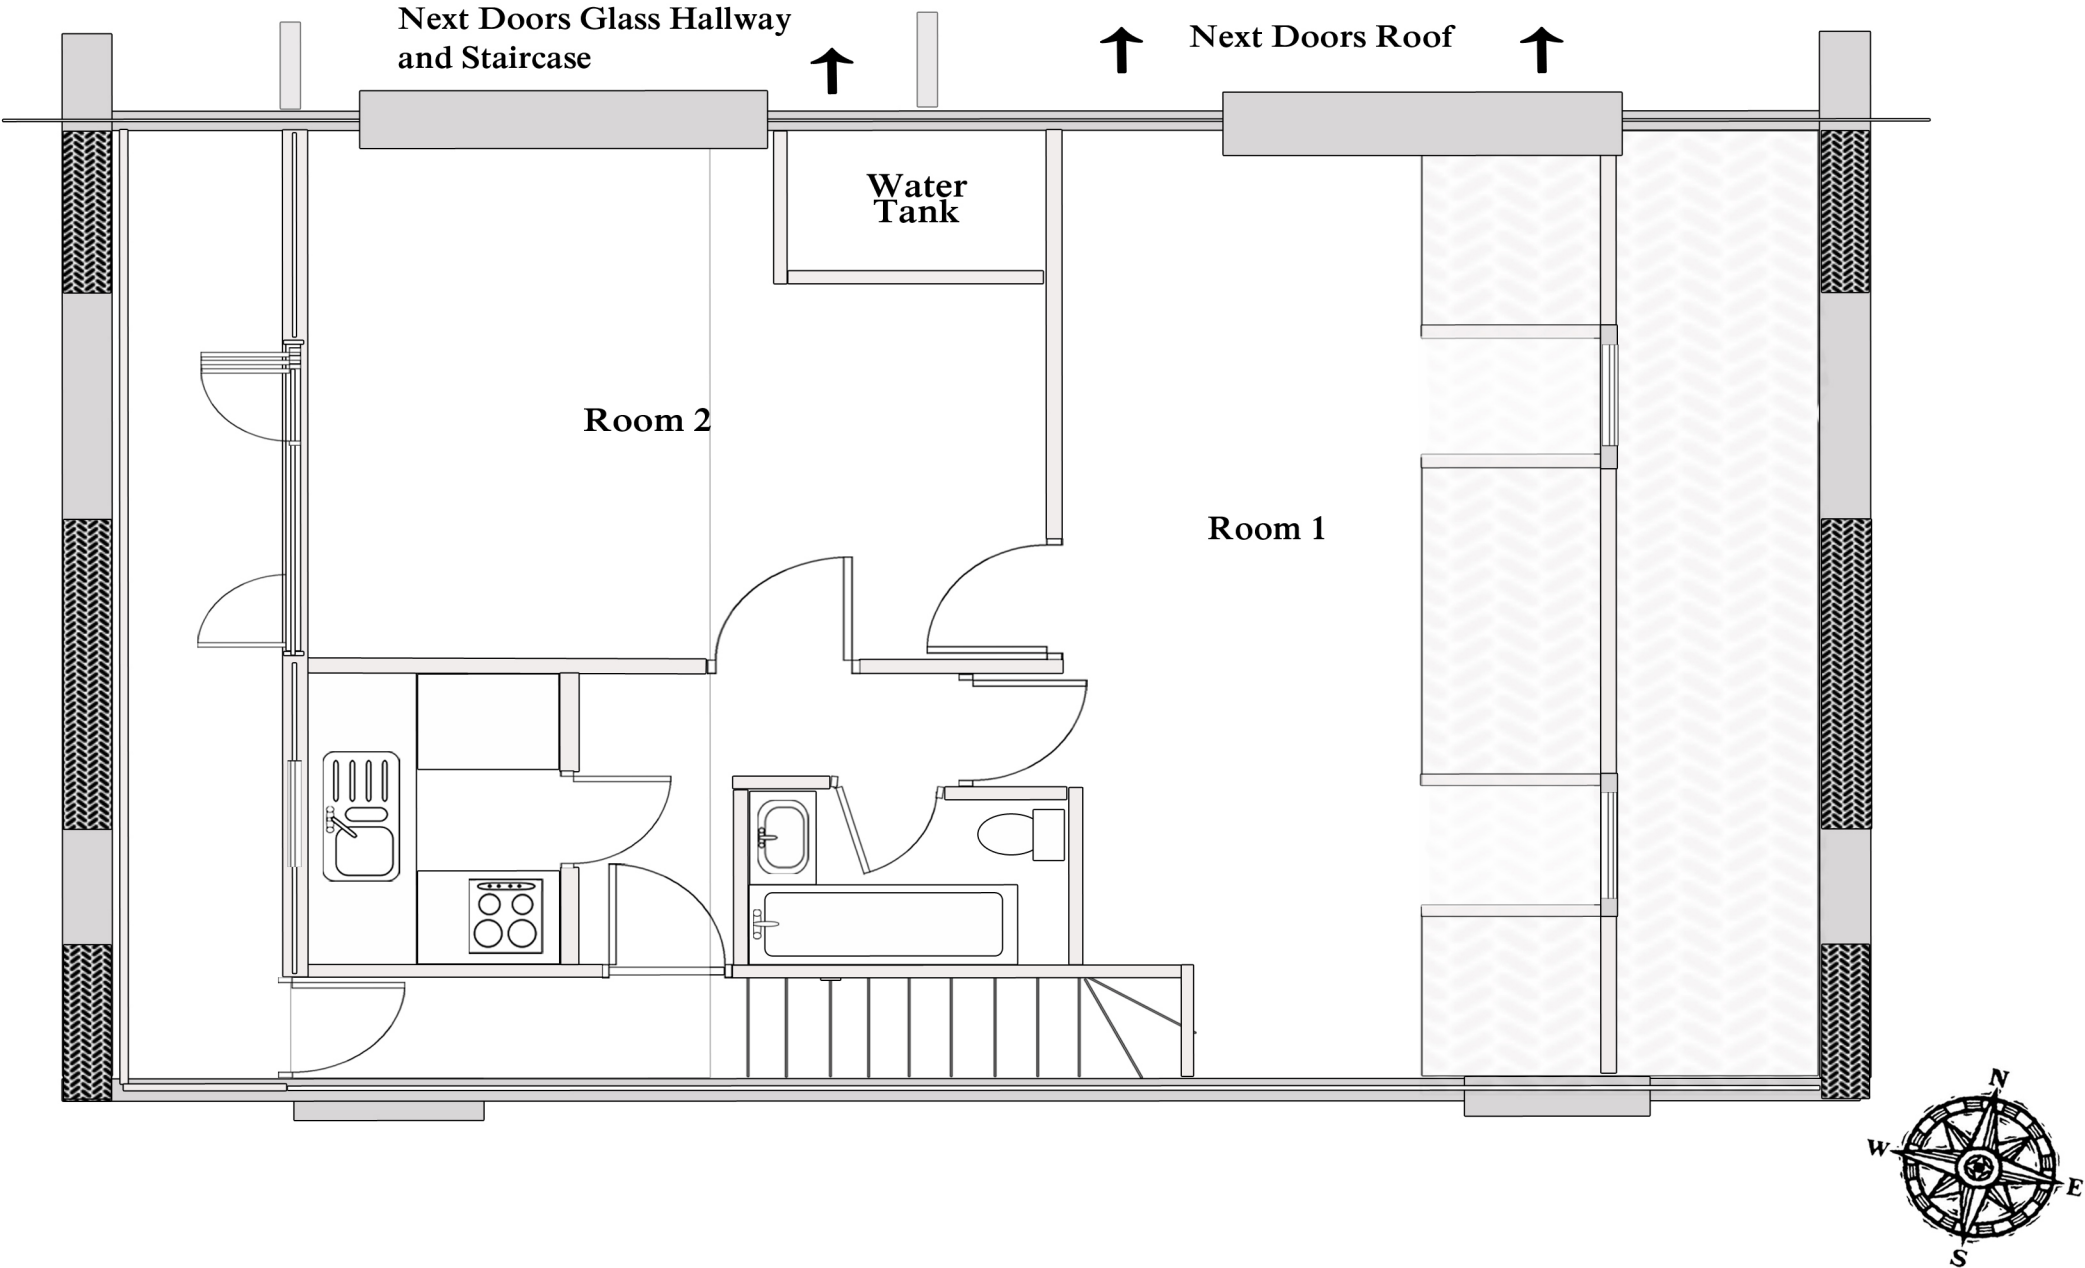 Next Doors Glass Hallway
and Staircase
Next Doors Roof
Water
Tank
Room 2
Room 1
N
W
E
S